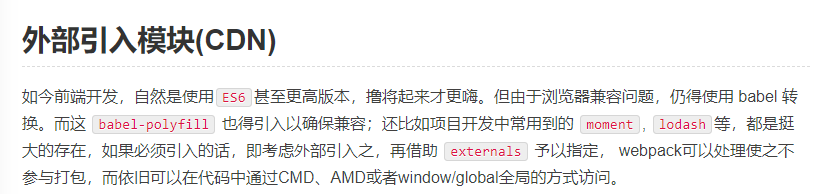 外部引入模块(CDN)
如今前端开发，自然是使用 ES6 甚至更高版本，撸将起来才更嗨。但由于浏览器兼容问题，仍得使用 babel 转
换。而这 babel-polyfill 也得引入以确保兼容；还比如项目开发中常用到的 moment , lodash 等，都是挺
大的存在，如果必须引入的话，即考虑外部引入之，再借助 externals 予以指定， webpack可以处理使之不
参与打包，而依旧可以在代码中通过CMD、AMD或者window/global全局的方式访问。